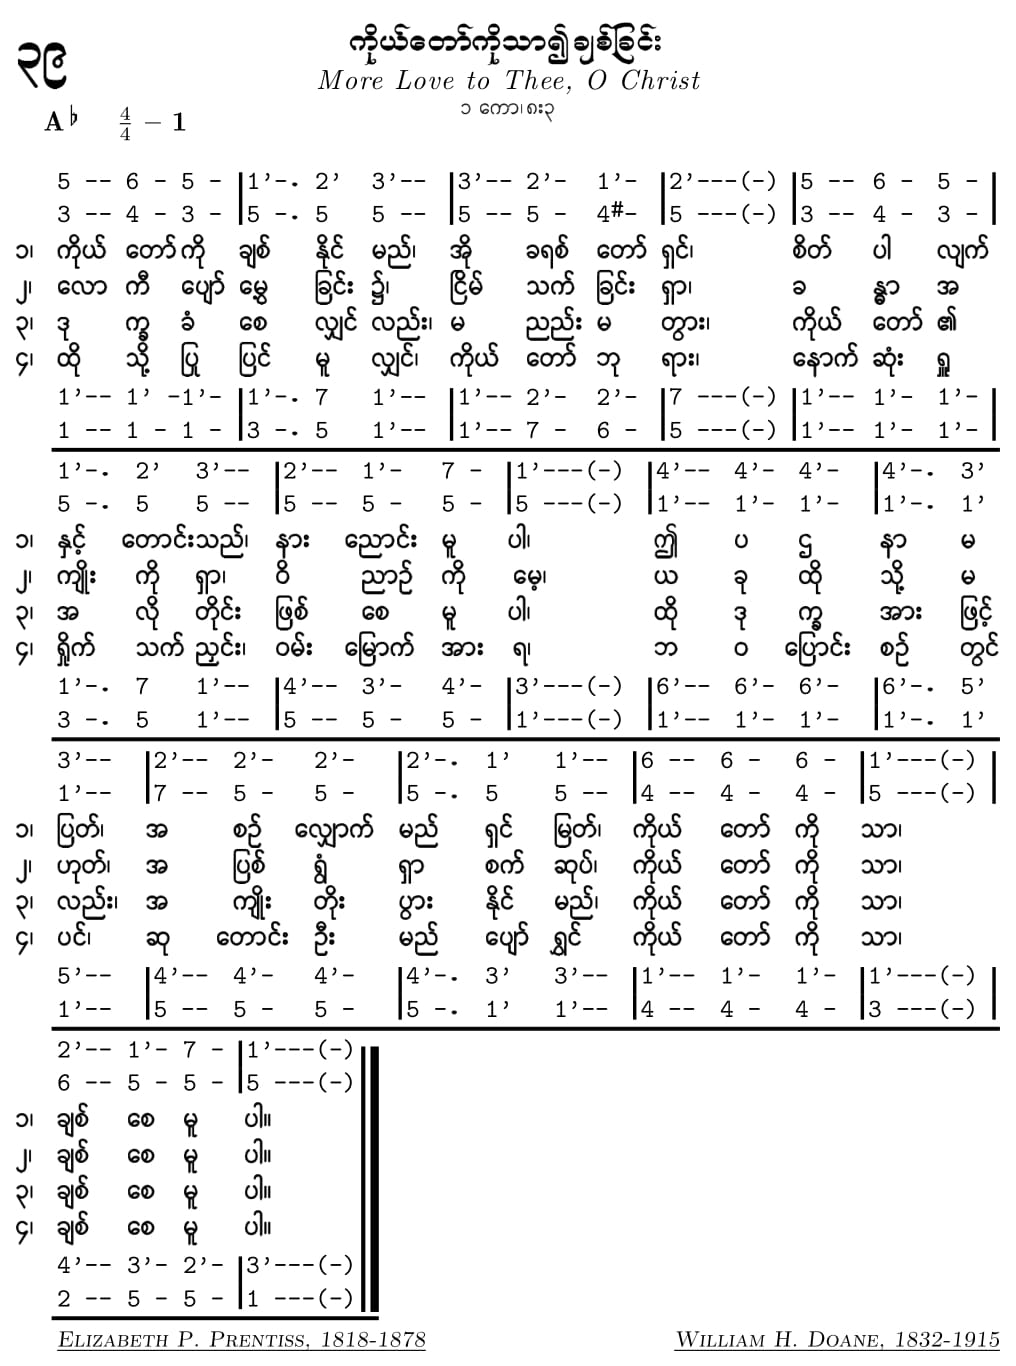 ၃၉
ကိုယ်တော်ကိုသာ၍ချစ်ခြင်း
More Love to Thee, O Christ
၁ ကော၊ ၈း၃
A♭ 4/4 – 1
5 -- 6 - 5 - |1’-. 2’ 3’-- |3’-- 2’- 1’- |2’---(-) |5 -- 6 - 5 - |
3 -- 4 - 3 - |5 -. 5 5 -- |5 -- 5 - 4#- |5 ---(-) |3 -- 4 - 3 - |
၁၊ ကိုယ် တော် ကို ချစ် နိုင် မည်၊ အို ခရစ် တော် ရှင်၊ စိတ် ပါ လျက်
၂၊ လော ကီ ပျော် မွေ့ ခြင်း ၌၊ ငြိမ် သက် ခြင်း ရှာ၊ ခ န္ဓာ အ
၃၊ ဒု က္ခ ခံ စေ လျှင် လည်း၊ မ ညည်း မ တွား၊ ကိုယ် တော် ၏
၄၊ ထို သို့ ပြု ပြင် မူ လျှင်၊ ကိုယ် တော် ဘု ရား၊ နောက် ဆုံး ရှု
1’-- 1’ -1’- |1’-. 7 1’-- |1’-- 2’- 2’- |7 ---(-) |1’-- 1’- 1’- |
1 -- 1 - 1 - |3 -. 5 1’-- |1’-- 7 - 6 - |5 ---(-) |1’-- 1’- 1’- |
1’-. 2’ 3’-- |2’-- 1’- 7 - |1’---(-) |4’-- 4’- 4’- |4’-. 3’
5 -. 5 5 -- |5 -- 5 - 5 - |5 ---(-) |1’-- 1’- 1’- |1’-. 1’
၁၊ နှင့် တောင်းသည်၊ နား ညောင်း မူ ပါ၊ ဤ ပ ဌ နာ မ
၂၊ ကျိုး ကို ရှာ၊ ဝိ ညာဉ် ကို မေ့၊ ယ ခု ထို သို့ မ
၃၊ အ လို တိုင်း ဖြစ် စေ မူ ပါ၊ ထို ဒု က္ခ အား ဖြင့်
၄၊ ရှိုက် သက် ညှင်း၊ ဝမ်း မြောက် အား ရ၊ ဘ ဝ ပြောင်း စဉ် တွင်
1’-. 7 1’-- |4’-- 3’- 4’- |3’---(-) |6’-- 6’- 6’- |6’-. 5’
3 -. 5 1’-- |5 -- 5 - 5 - |1’---(-) |1’-- 1’- 1’- |1’-. 1’
3’-- |2’-- 2’- 2’- |2’-. 1’ 1’-- |6 -- 6 - 6 - |1’---(-) |
1’-- |7 -- 5 - 5 - |5 -. 5 5 -- |4 -- 4 - 4 - |5 ---(-) |
၁၊ ပြတ်၊ အ စဉ် လျှောက် မည် ရှင် မြတ်၊ ကိုယ် တော် ကို သာ၊
၂၊ ဟုတ်၊ အ ပြစ် ရွံ ရှာ စက် ဆုပ်၊ ကိုယ် တော် ကို သာ၊
၃၊ လည်း၊ အ ကျိုး တိုး ပွား နိုင် မည်၊ ကိုယ် တော် ကို သာ၊
၄၊ ပင်၊ ဆု တောင်း ဦး မည် ပျော် ရွှင် ကိုယ် တော် ကို သာ၊
5’-- |4’-- 4’- 4’- |4’-. 3’ 3’-- |1’-- 1’- 1’- |1’---(-) |
1’-- |5 -- 5 - 5 - |5 -. 1’ 1’-- |4 -- 4 - 4 - |3 ---(-) |
2’-- 1’- 7 - |1’---(-)
6 -- 5 - 5 - |5 ---(-)
၁၊ ချစ် စေ မူ ပါ။
၂၊ ချစ် စေ မူ ပါ။
၃၊ ချစ် စေ မူ ပါ။
၄၊ ချစ် စေ မူ ပါ။
4’-- 3’- 2’- |3’---(-)
2 -- 5 - 5 - |1 ---(-)
ELIZABETH P. PRENTISS, 1818-1878 WILLIAM H. DOANE, 1832-1915